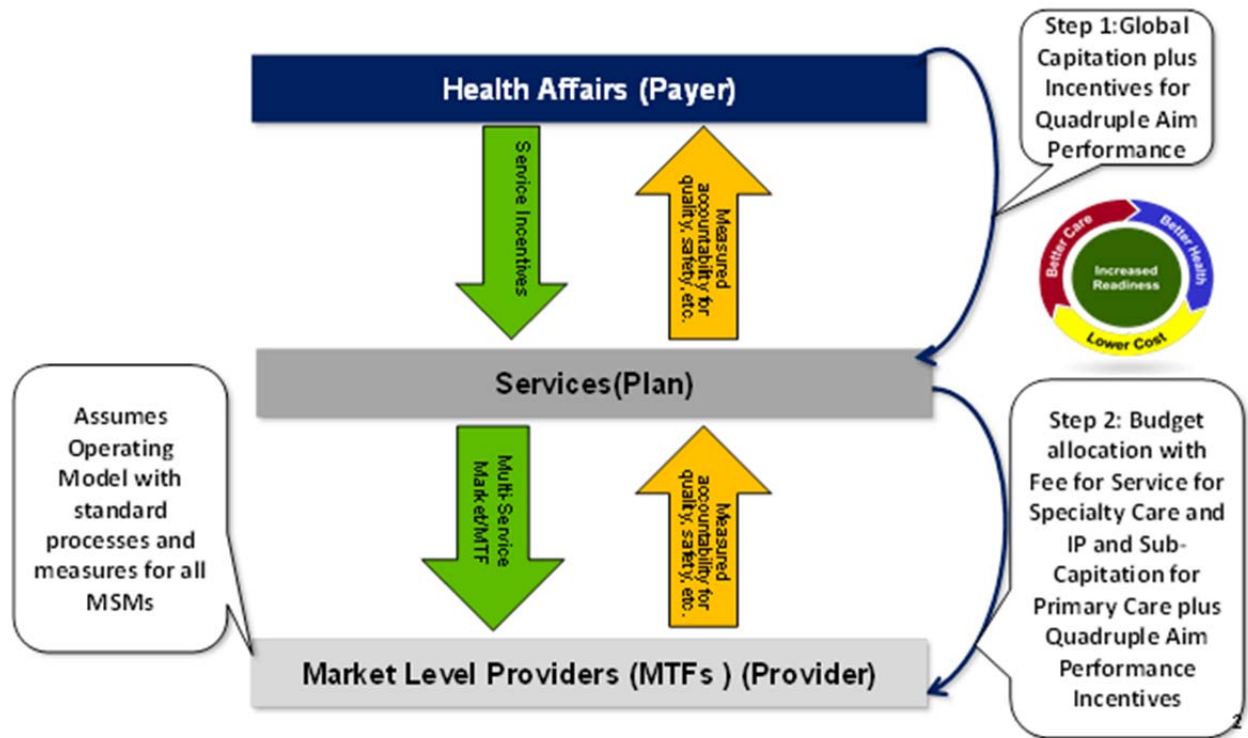 Step 1:Global
Capitation plus
Incentives for
Quadruple Aim
Performance
Health Affairs (Payer)
Service Incentives
Measured
accountability for
quality, safety, etc.
Better Care
Better Health
Increased
Readiness
Lower Cost
Services(Plan)
Assumes
Operating
Model with
standard
processes and
measures for all
MSMs
Multi-Service
Market/MTF
Measured
accountability for
quality, safety, etc.
Step 2: Budget
allocation with
Fee for Service for
Specialty Care and
IP and Sub-
Capitation for
Primary Care plus
Quadruple Aim
Performance
Incentives
Market Level Providers (MTFs ) (Provider)
2